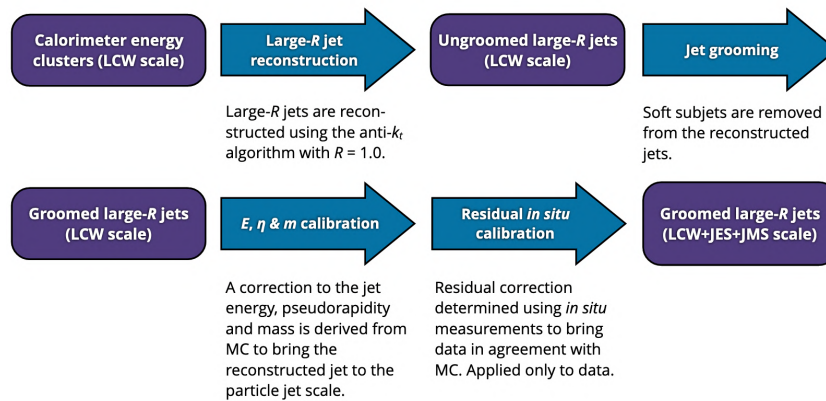 Calorimeter energy
clusters (LCW scale)
Large-R jet
reconstruction
Ungroomed large-R jets
(LCW scale)
Jet grooming
Large-R jets are recon-
structed using the anti-kt
algorithm with R = 1.0.
Soft subjets are removed
from the reconstructed
jets.
Groomed large-R jets
(LCW scale)
E, η & m calibration
Residual in situ
calibration
Groomed large-R jets
(LCW+JES+JMS scale)
A correction to the jet
energy, pseudorapidity
and mass is derived from
MC to bring the
reconstructed jet to the
particle jet scale.
Residual correction
determined using in situ
measurements to bring
data in agreement with
MC. Applied only to data.